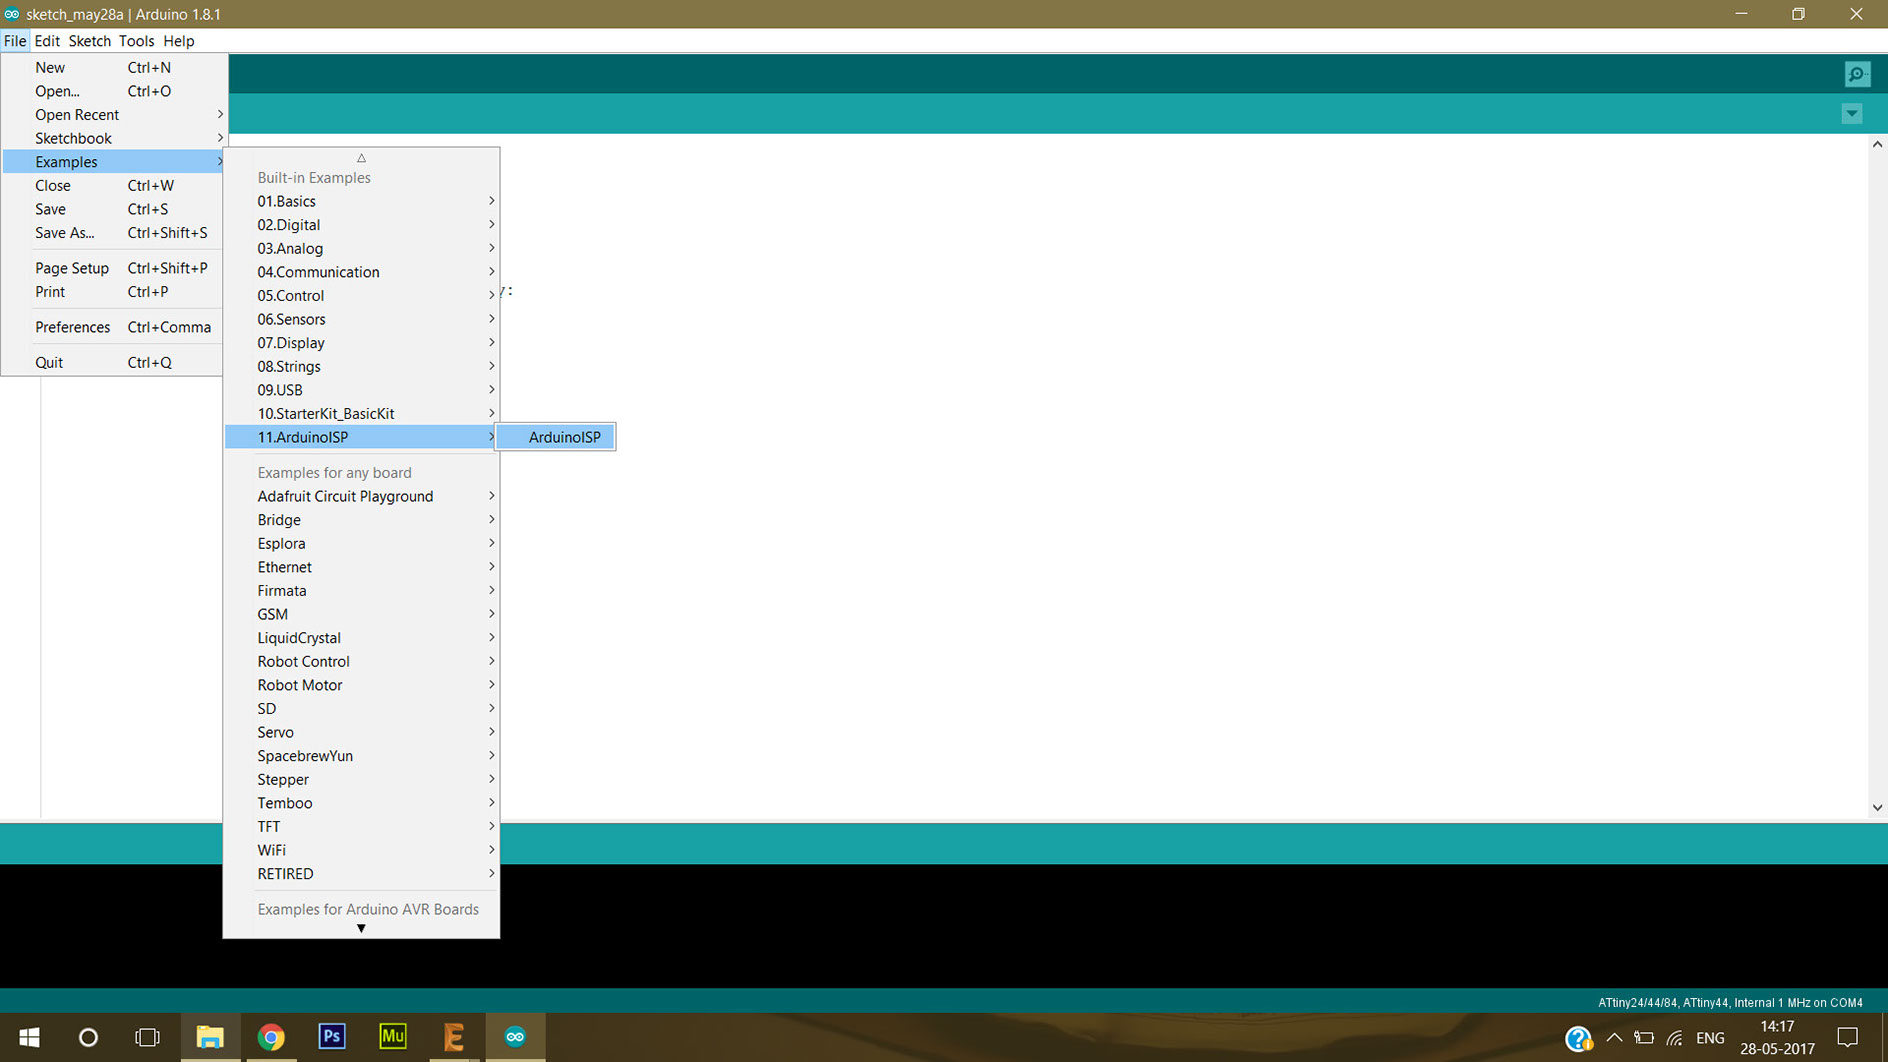 sketch_may28a | Arduino 1.8.1
File Edit Sketch Tools Help
New Ctrl+N
Open... Ctrl+O
Open Recent
Sketchbook
Examples
Close Ctrl+W
Save Ctrl+S
Save As... Ctrl+Shift+S
Page Setup Ctrl+Shift+P
Print Ctrl+P
Preferences Ctrl+Comma
Quit Ctrl+Q
Built-in Examples
01.Basics
02.Digital
03.Analog
04.Communication
05.Control
06.Sensors
07.Display
08.Strings
09.USB
10.StarterKit_BasicKit
11.ArduinoISP
ArduinoISP
Examples for any board
Adafruit Circuit Playground
Bridge
Esplora
Ethernet
Firmata
GSM
LiquidCrystal
Robot Control
Robot Motor
SD
Servo
SpacebrewYun
Stepper
Temboo
TFT
WiFi
RETIRED
Examples for Arduino AVR Boards
ATtiny24/44/84, ATtiny44, Internal 1 MHz on COM4
Ps
Mu
ENG
14:17
28-05-2017